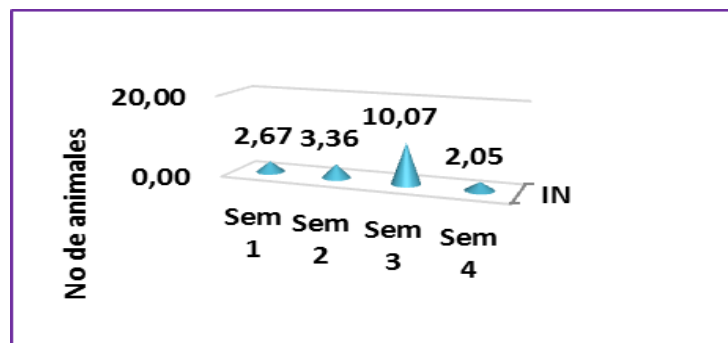 No de animales
20,00
0,00
2,67
3,36
10,07
2,05
Sem 1
Sem 2
Sem 3
Sem 4
IN